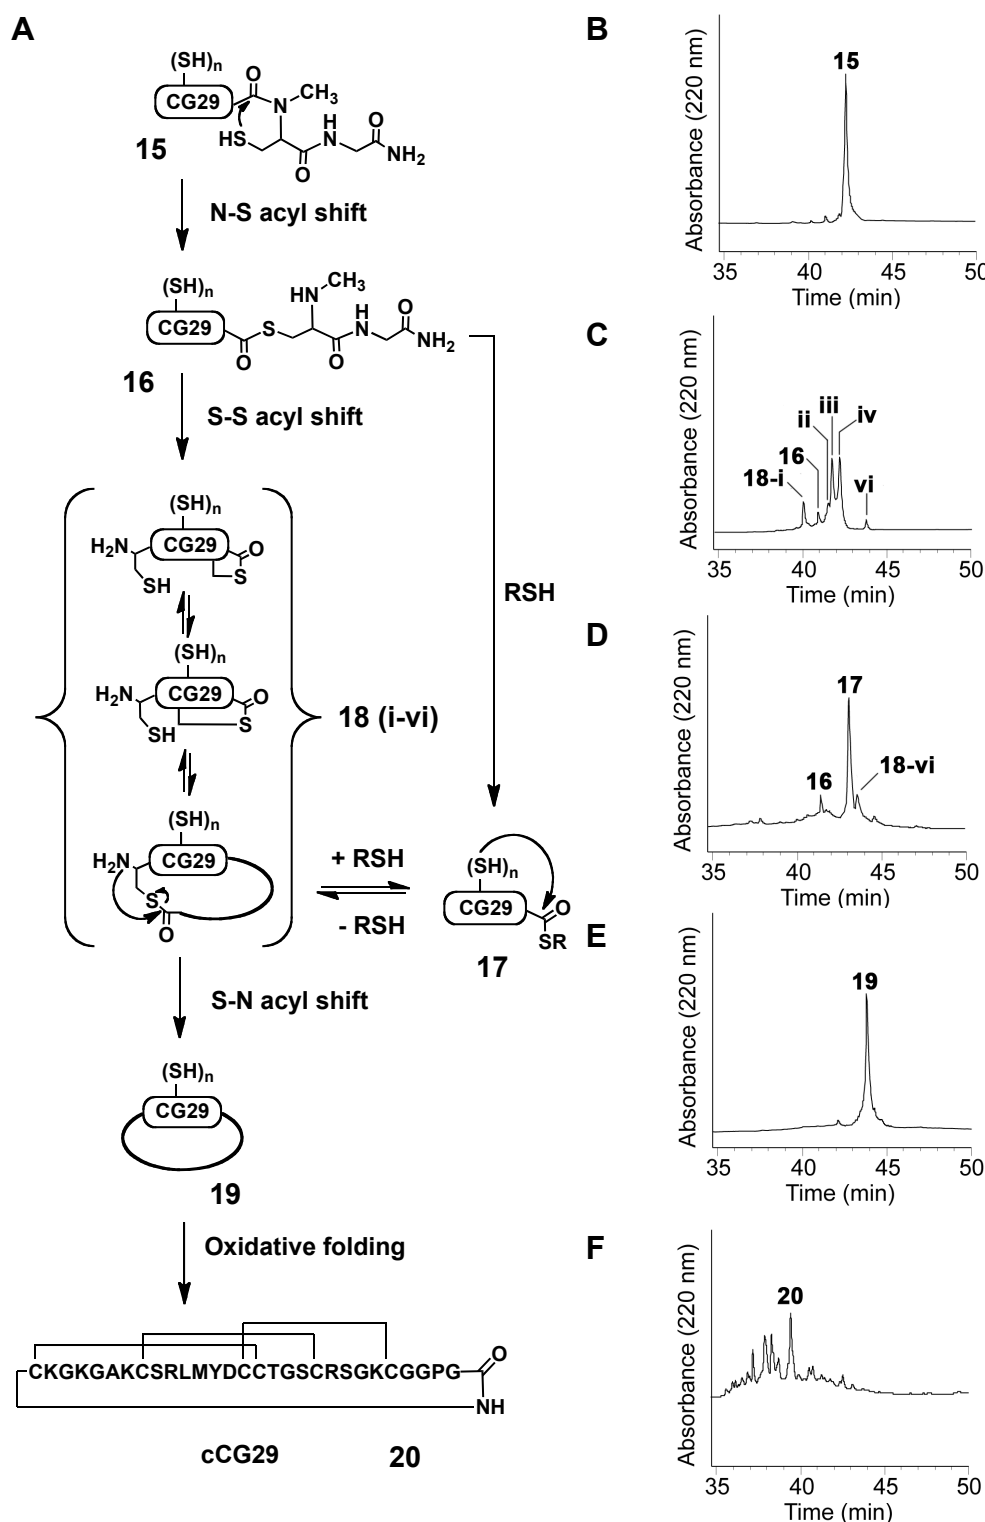 A
(SH)n
CG29
O
N
CH3
HS
H
N
O
NH2
O
15
N-S acyl shift
(SH)n
CG29
O
S
HN
CH3
O
H
N
O
NH2
16
S-S acyl shift
RSH
(SH)n
H2N
CG29
O
S
SH
(SH)n
H2N
CG29
O
S
SH
18 (i-vi)
(SH)n
H2N
CG29
S
O
+ RSH
- RSH
(SH)n
CG29
O
SR
17
S-N acyl shift
(SH)n
CG29
19
Oxidative folding
CKGKGAKCSRLMYDCCTGSCRSGKCGGPG
O
NH
cCG29
20
B
Absorbance (220 nm)
15
35 40 45 50
Time (min)
C
Absorbance (220 nm)
18-i
16
ii
iii
iv
vi
35 40 45 50
Time (min)
D
Absorbance (220 nm)
16
17
18-vi
35 40 45 50
Time (min)
E
Absorbance (220 nm)
19
35 40 45 50
Time (min)
F
Absorbance (220 nm)
20
35 40 45 50
Time (min)